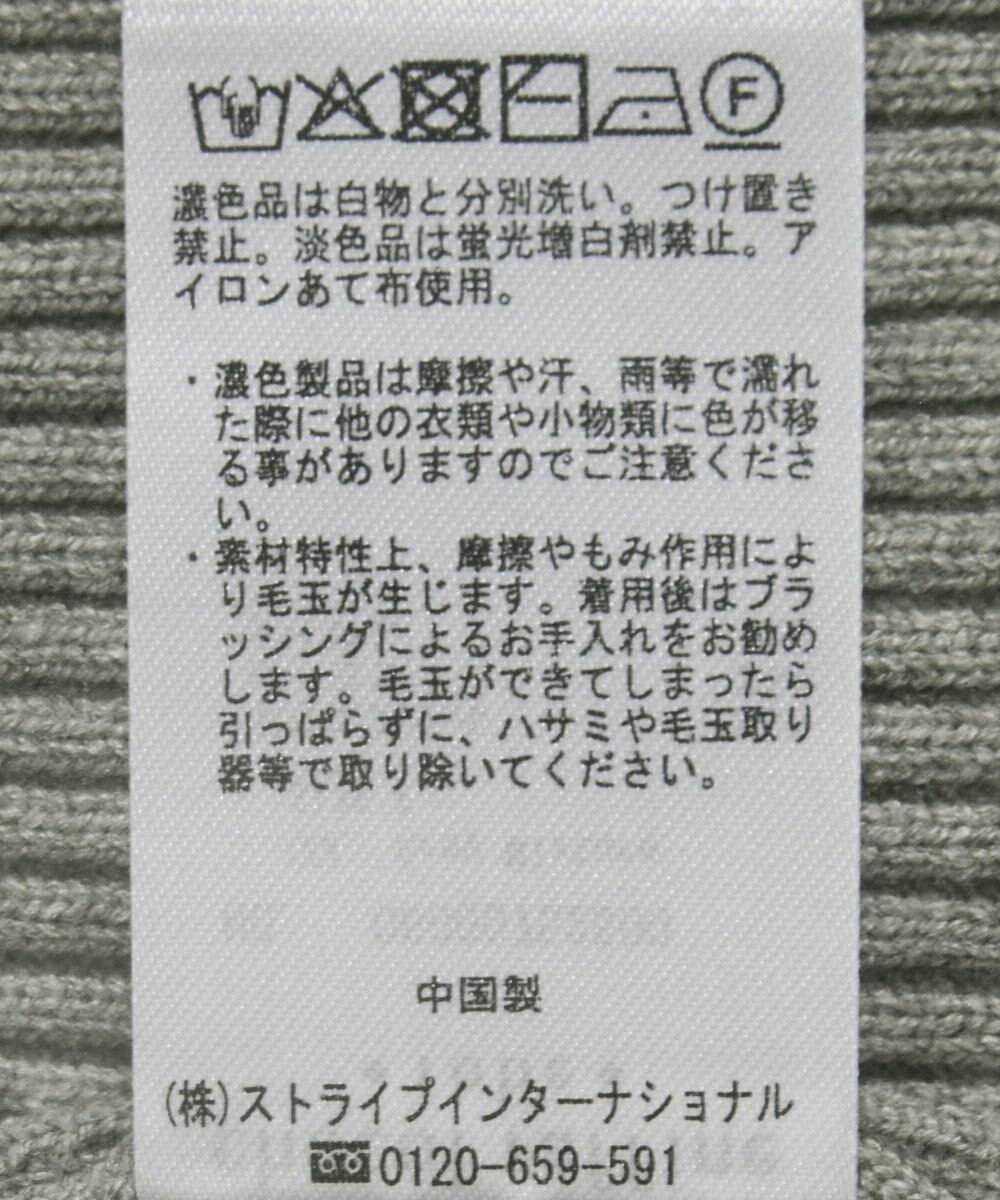 F
濃色品は白物と分別洗い。つけ置き
禁止。淡色品は蛍光増白剤禁止。ア
イロンあて布使用。
・濃色製品は摩擦や汗、雨等で濡れ
た際に他の衣類や小物類に色が移
る事がありますのでご注意くださ
い。
・素材特性上、摩擦やもみ作用によ
り毛玉が生じます。着用後はブラ
ッシングによるお手入れをお勧め
します。毛玉ができてしまったら
引っぱらずに、ハサミや毛玉取り
器等で取り除いてください。
中国製
(株)ストライプインターナショナル
0120-659-591